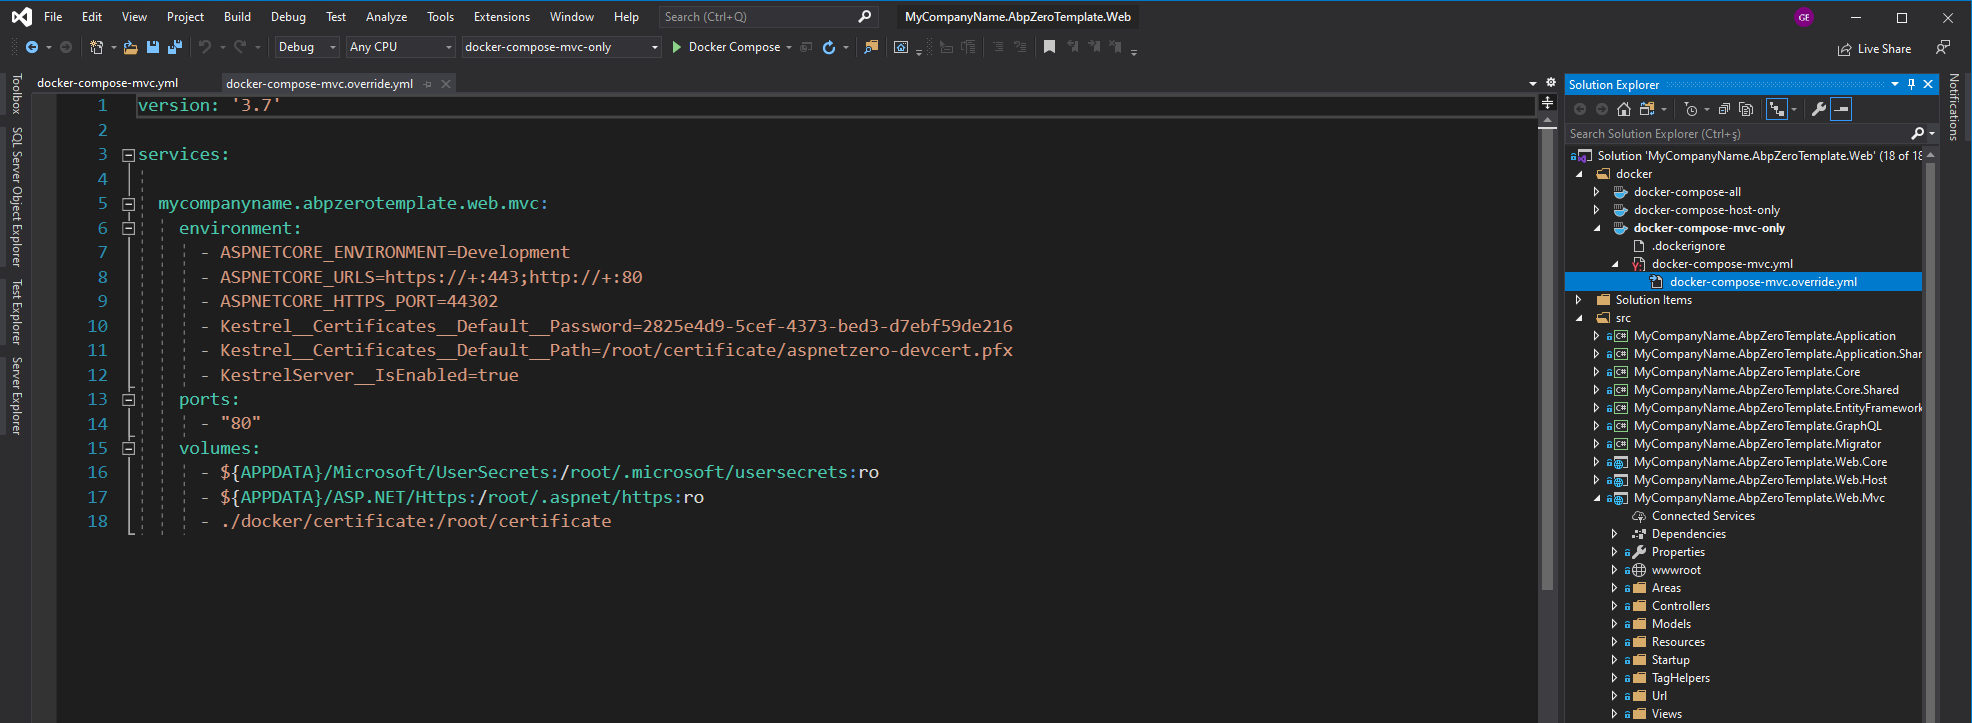 File Edit View Project Build Debug Test Analyze Tools Extensions Window Help Search (Ctrl+Q) MyCompanyName.AbpZeroTemplate.Web GE
Debug Any CPU docker-compose-mvc-only Docker Compose Live Share
docker-compose-mvc.yml docker-compose-mvc.override.yml
Toolbox
SQL Server Object Explorer
Test Explorer
Server Explorer
1 version: '3.7'
2
3 services:
4
5 mycompanyname.abpzerotemplate.web.mvc:
6 environment:
7 - ASPNETCORE_ENVIRONMENT=Development
8 - ASPNETCORE_URLS=https://+:443;http://+:80
9 - ASPNETCORE_HTTPS_PORT=44302
10 - Kestrel__Certificates__Default__Password=2825e4d9-5cef-4373-bed3-d7ebf59de216
11 - Kestrel__Certificates__Default__Path=/root/certificate/aspnetzero-devcert.pfx
12 - KestrelServer__IsEnabled=true
13 ports:
14 - "80"
15 volumes:
16 - ${APPDATA}/Microsoft/UserSecrets:/root/.microsoft/usersecrets:ro
17 - ${APPDATA}/ASP.NET/Https:/root/.aspnet/https:ro
18 - ./docker/certificate:/root/certificate
Solution Explorer
Search Solution Explorer (Ctrl+ş)
Solution 'MyCompanyName.AbpZeroTemplate.Web' (18 of 18
docker
docker-compose-all
docker-compose-host-only
docker-compose-mvc-only
.dockerignore
docker-compose-mvc.yml
docker-compose-mvc.override.yml
Solution Items
src
C# MyCompanyName.AbpZeroTemplate.Application
C# MyCompanyName.AbpZeroTemplate.Application.Shar
C# MyCompanyName.AbpZeroTemplate.Core
C# MyCompanyName.AbpZeroTemplate.Core.Shared
C# MyCompanyName.AbpZeroTemplate.EntityFramework
C# MyCompanyName.AbpZeroTemplate.GraphQL
C# MyCompanyName.AbpZeroTemplate.Migrator
MyCompanyName.AbpZeroTemplate.Web.Core
MyCompanyName.AbpZeroTemplate.Web.Host
MyCompanyName.AbpZeroTemplate.Web.Mvc
Connected Services
Dependencies
Properties
wwwroot
Areas
Controllers
Models
Resources
Startup
TagHelpers
Url
Views
Notifications